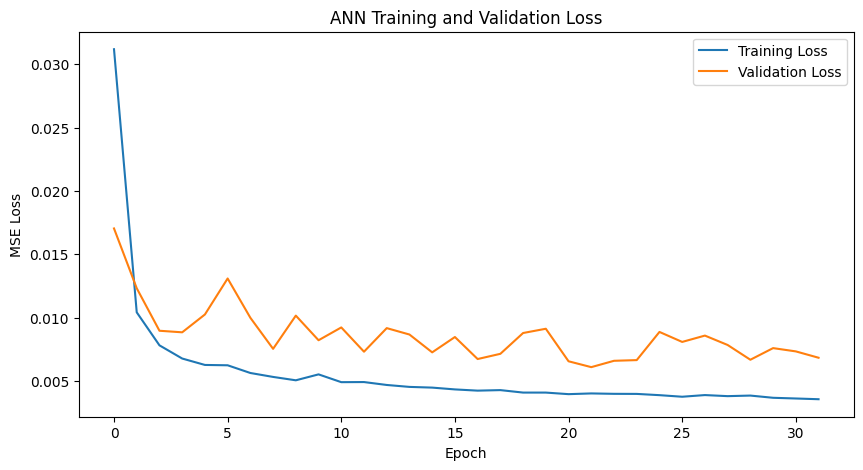 ANN Training and Validation Loss
Training Loss
Validation Loss
MSE Loss
0.030
0.025
0.020
0.015
0.010
0.005
0 5 10 15 20 25 30
Epoch